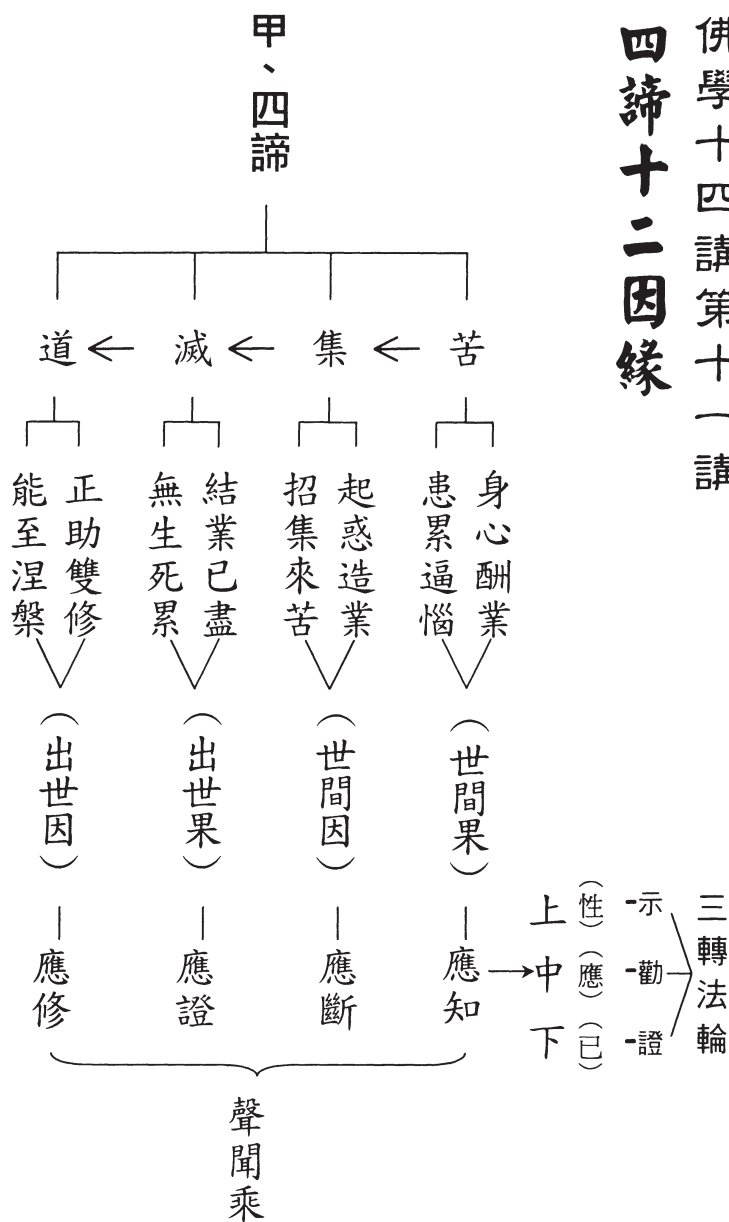 佛學十四講第十一講
四諦十二因緣
三轉法輪
示
勸
證
(性)
(應)
(已)
上
中
下
甲、四諦
苦
集
滅
道
身心酬業
患累逼惱
(世間果)
應知
起惑造業
招集來苦
(世間因)
應斷
結業已盡
無生死累
(出世果)
應證
正助雙修
能至涅槃
(出世因)
應修
聲聞乘